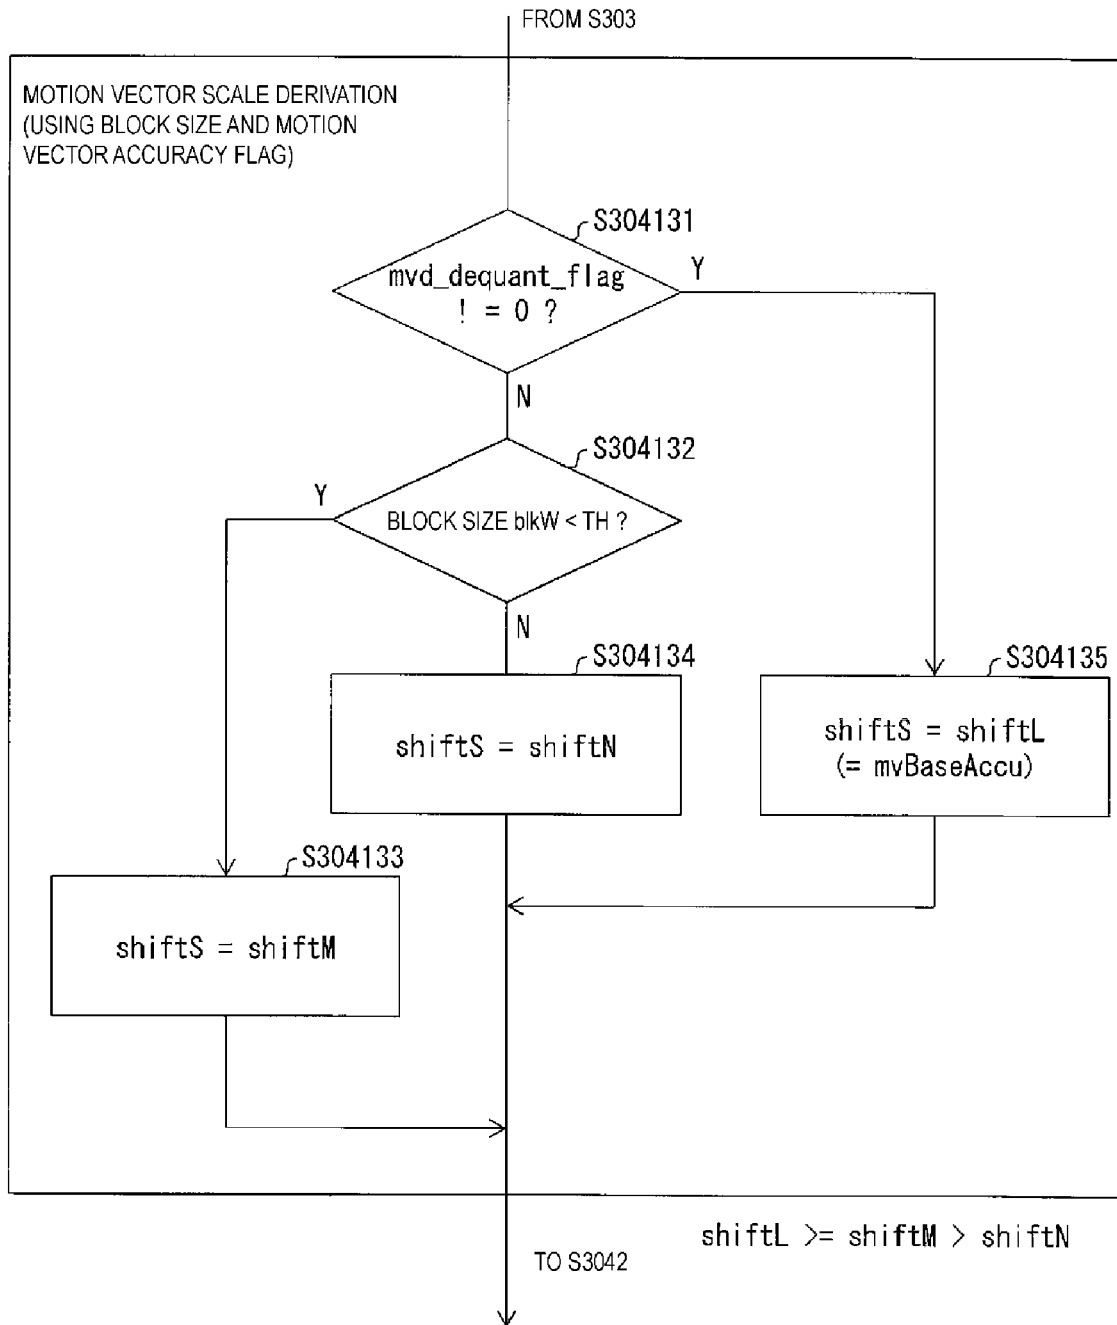 FROM S303
MOTION VECTOR SCALE DERIVATION
(USING BLOCK SIZE AND MOTION
VECTOR ACCURACY FLAG)
S304131
mvd_dequant_flag
! = 0 ?
Y
N
S304132
Y
BLOCK SIZE blkW < TH ?
N
S304134
shiftS = shiftN
S304135
shiftS = shiftL
(= mvBaseAccu)
S304133
shiftS = shiftM
shiftL >= shiftM > shiftN
TO S3042